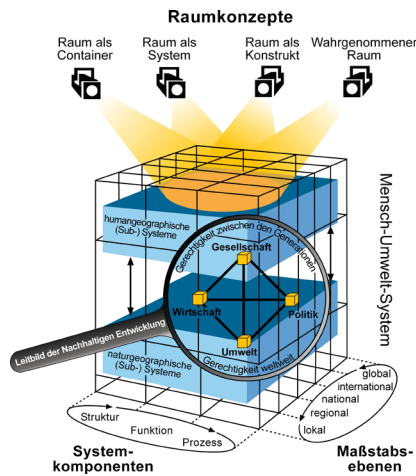 Raumkonzepte
Raum als
Container
Raum als
System
Raum als
Konstrukt
Wahrgenommener
Raum
Mensch-Umwelt-System
humangeographische
(Sub-) Systeme
Gerechtigkeit zwischen den Generationen
Gesellschaft
Wirtschaft
Politik
Umwelt
Gerechtigkeit weltweit
Leitbild der Nachhaltigen Entwicklung
naturgeographische
(Sub-) Systeme
Struktur
Funktion
Prozess
global
international
national
regional
lokal
System-
komponenten
Maßstabs-
ebenen